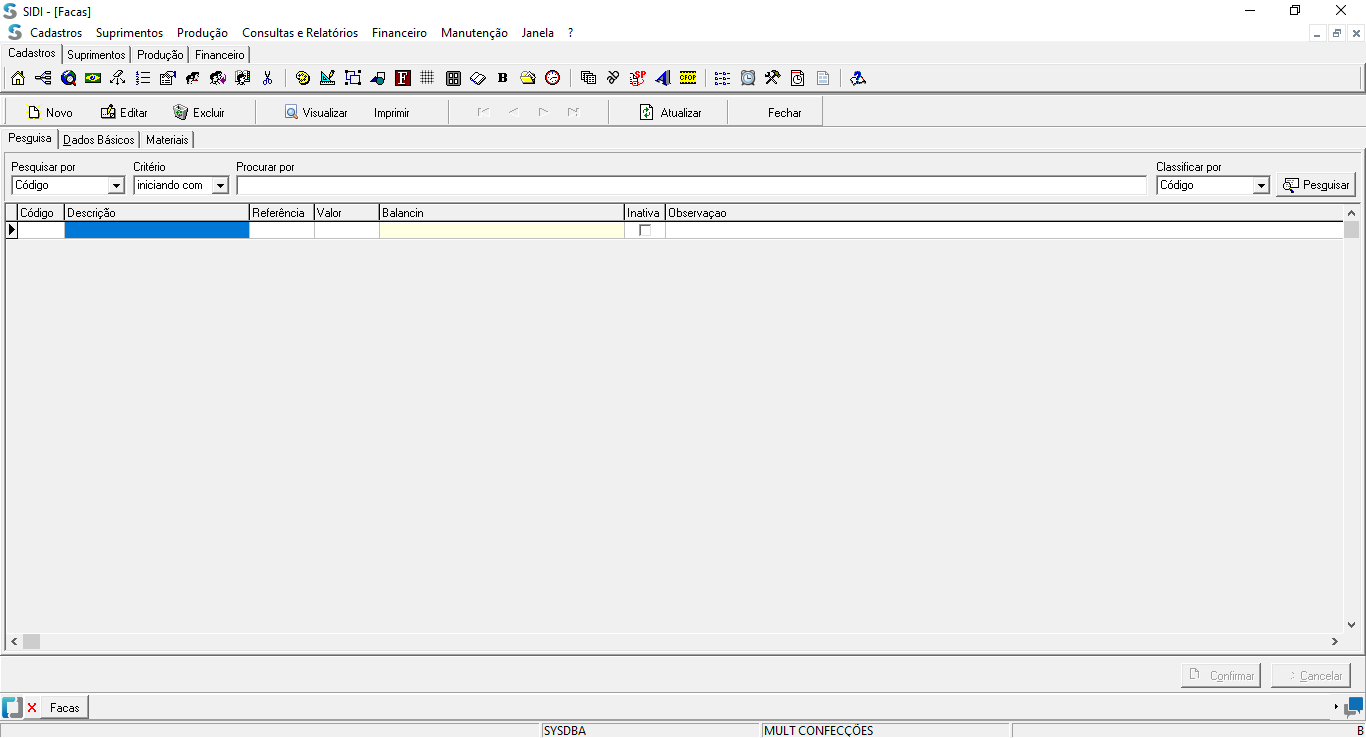 SIDI - [Facas]
Cadastros Suprimentos Produção Consultas e Relatórios Financeiro Manutenção Janela ?
Cadastros Suprimentos Produção Financeiro
F B SP CFOP
Novo Editar Excluir Visualizar Imprimir Atualizar Fechar
Pesquisa Dados Básicos Materiais
Pesquisar por Critério Procurar por Classificar por
Código iniciando com Código Pesquisar
Código Descrição Referência Valor Balancin Inativa Observaçao
Confirmar Cancelar
Facas
SYSDBA MULT CONFECÇÕES B